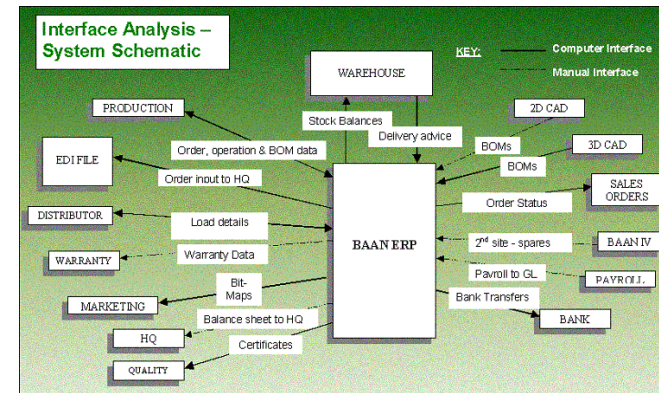 Interface Analysis –
System Schematic
KEY:
Computer Interface
Manual Interface
WAREHOUSE
PRODUCTION
2D CAD
Stock Balances
Delivery advice
EDI FILE
Order, operation & BOM data
BOMs
3D CAD
Order input to HQ
BOMs
SALES
ORDERS
DISTRIBUTOR
Load details
Order Status
BAAN ERP
WARRANTY
Warranty Data
2nd site - spares
BAAN IV
Payroll to GL
PAYROLL
MARKETING
Bit-
Maps
Bank Transfers
BANK
HQ
Balance sheet to HQ
Certificates
QUALITY